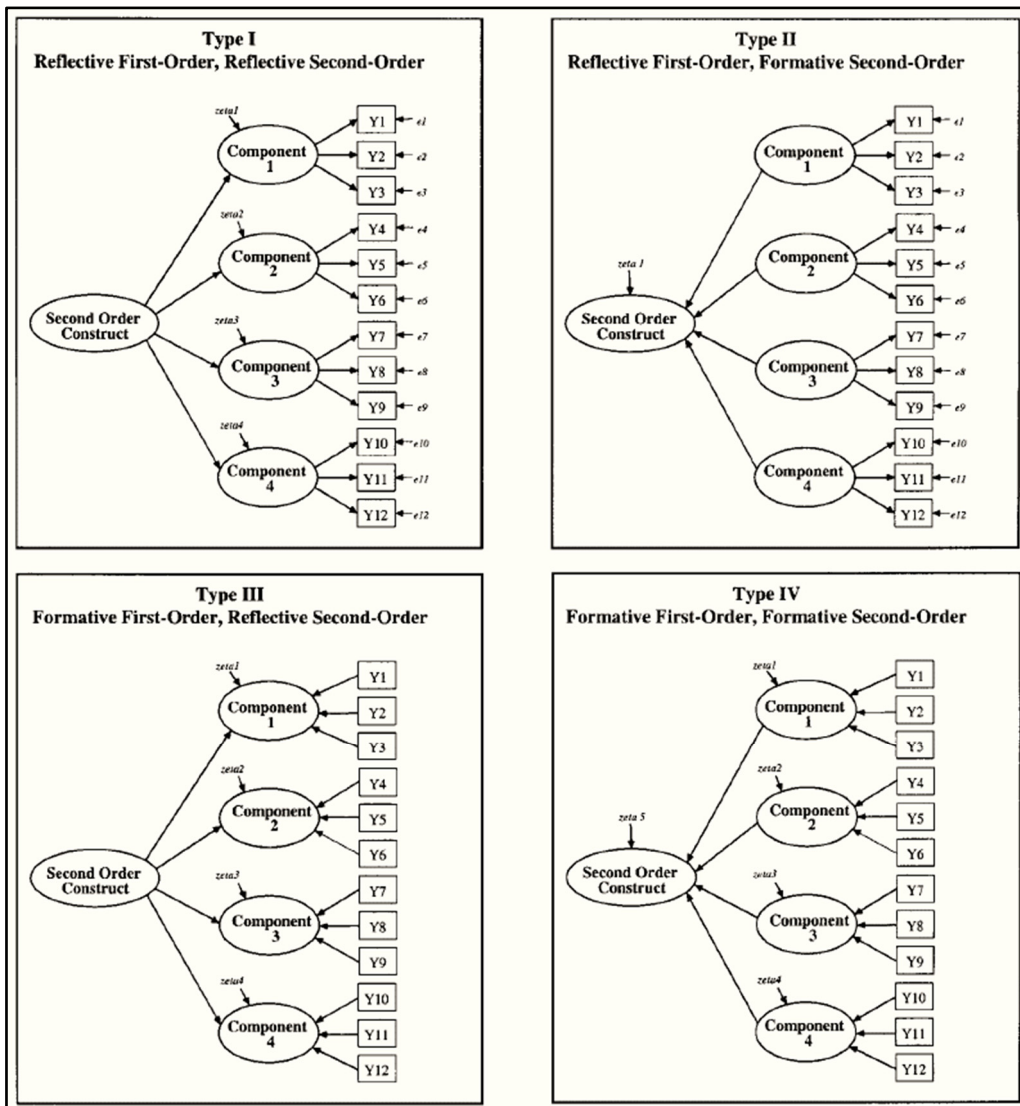 Type I
Reflective First-Order, Reflective Second-Order
zeta1
Component
1
Y1
e1
Y2
e2
Y3
e3
zeta2
Component
2
Y4
e4
Y5
e5
Y6
e6
Second Order
Construct
zeta3
Component
3
Y7
e7
Y8
e8
Y9
e9
zeta4
Component
4
Y10
e10
Y11
e11
Y12
e12
Type II
Reflective First-Order, Formative Second-Order
Component
1
Y1
e1
Y2
e2
Y3
e3
Component
2
Y4
e4
Y5
e5
Y6
e6
zeta 1
Second Order
Construct
Component
3
Y7
e7
Y8
e8
Y9
e9
Component
4
Y10
e10
Y11
e11
Y12
e12
Type III
Formative First-Order, Reflective Second-Order
zeta1
Component
1
Y1
Y2
Y3
zeta2
Component
2
Y4
Y5
Y6
Second Order
Construct
zeta3
Component
3
Y7
Y8
Y9
zeta4
Component
4
Y10
Y11
Y12
Type IV
Formative First-Order, Formative Second-Order
zeta1
Component
1
Y1
Y2
Y3
zeta2
Component
2
Y4
Y5
Y6
zeta 5
Second Order
Construct
zeta3
Component
3
Y7
Y8
Y9
zeta4
Component
4
Y10
Y11
Y12